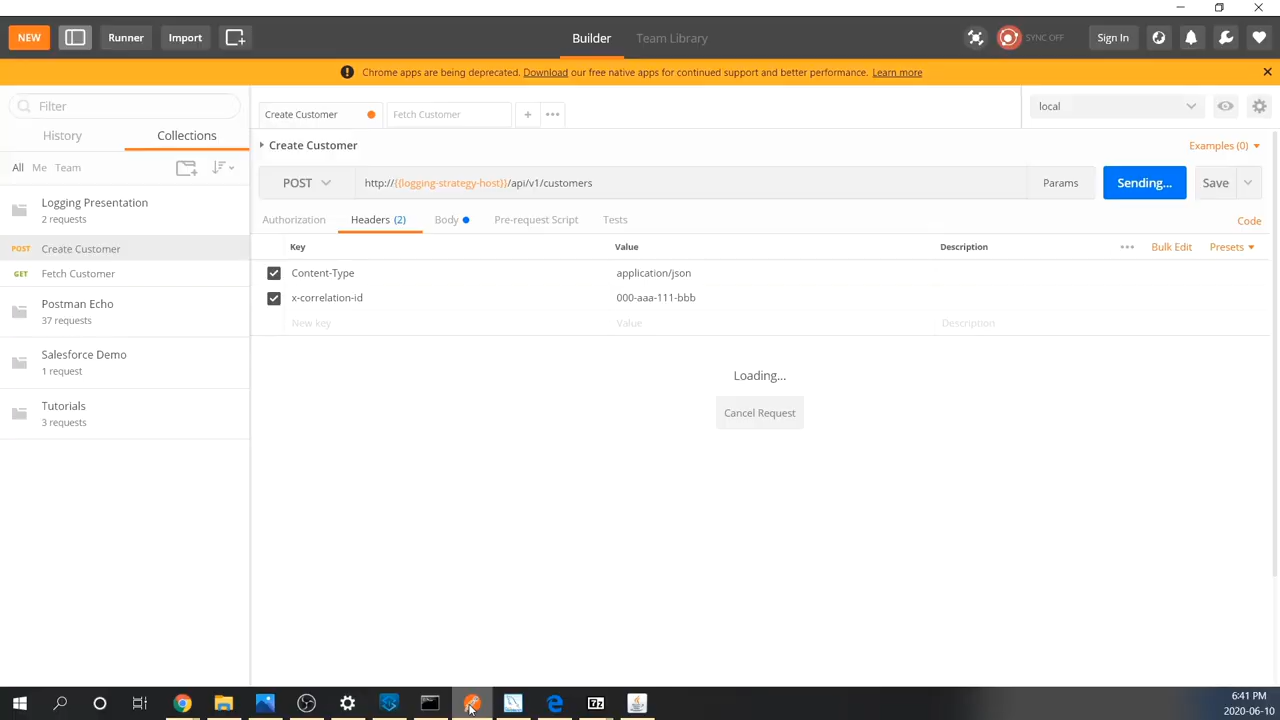 NEW Runner Import Builder Team Library SYNC OFF Sign In
Chrome apps are being deprecated. Download our free native apps for continued support and better performance. Learn more
Filter
History Collections
All Me Team
Logging Presentation
2 requests
POST Create Customer
GET Fetch Customer
Postman Echo
37 requests
Salesforce Demo
1 request
Tutorials
3 requests
Create Customer Fetch Customer + •••
local
Create Customer
Examples (0)
POST http://{{logging-strategy-host}}/api/v1/customers Params Sending... Save
Authorization Headers (2) Body Pre-request Script Tests Code
Key Value Description ••• Bulk Edit Presets
Content-Type application/json
x-correlation-id 000-aaa-111-bbb
New key Value Description
Loading...
Cancel Request
6:41 PM
2020-06-10